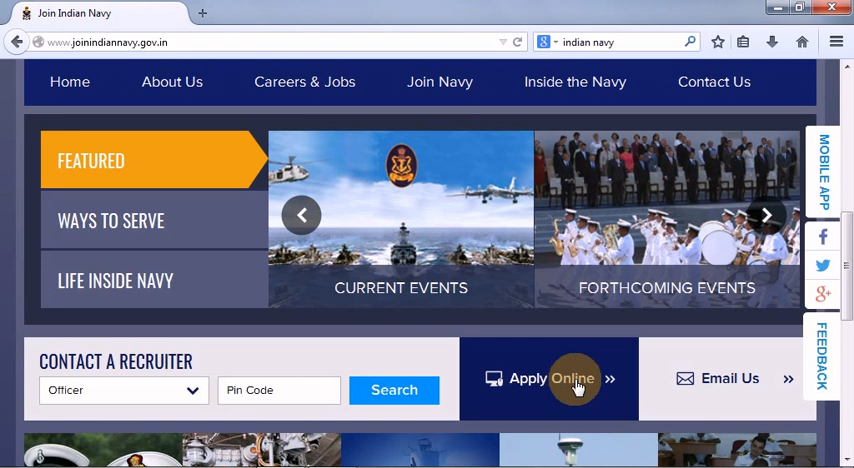 Join Indian Navy
www.joinindiannavy.gov.in
indian navy
Home About Us Careers & Jobs Join Navy Inside the Navy Contact Us
FEATURED
WAYS TO SERVE
LIFE INSIDE NAVY
CURRENT EVENTS
FORTHCOMING EVENTS
MOBILE APP
FEEDBACK
CONTACT A RECRUITER
Officer Pin Code Search
Apply Online »
Email Us »